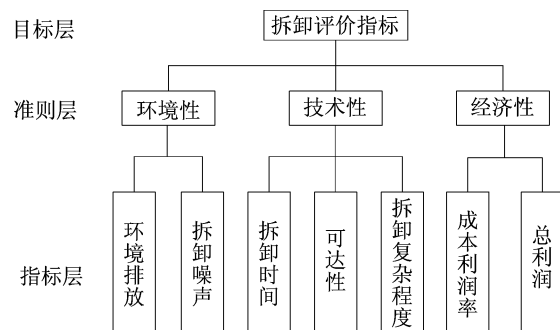 目标层
拆卸评价指标
准则层
环境性
技术性
经济性
指标层
环境排放
拆卸噪声
拆卸时间
可达性
拆卸复杂程度
成本利润率
总利润